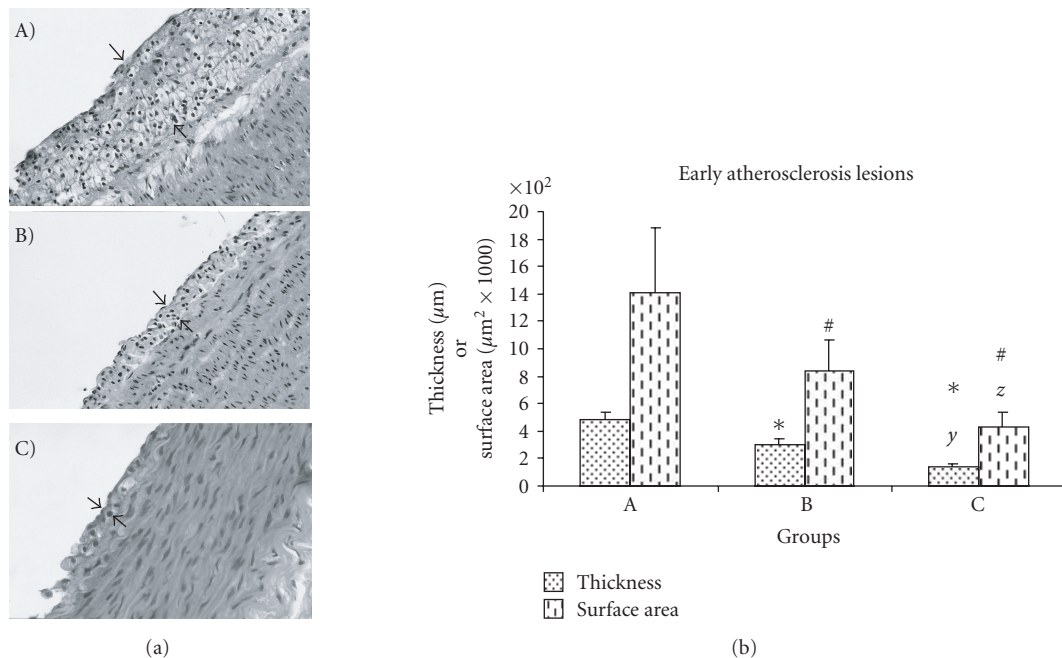 A)
B)
C)
(a)
Early atherosclerosis lesions
×10²
Thickness (μm)
or
surface area (μm² × 1000)
20
18
16
14
12
10
8
6
4
2
0
*
#
*
y
#
z
A
B
C
Groups
Thickness
Surface area
(b)